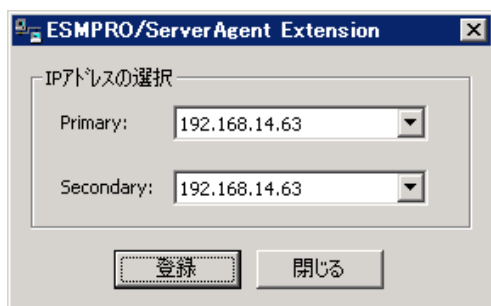 ESMPRO/ServerAgent Extension
IPアドレスの選択
Primary: 192.168.14.63
Secondary: 192.168.14.63
登録 閉じる